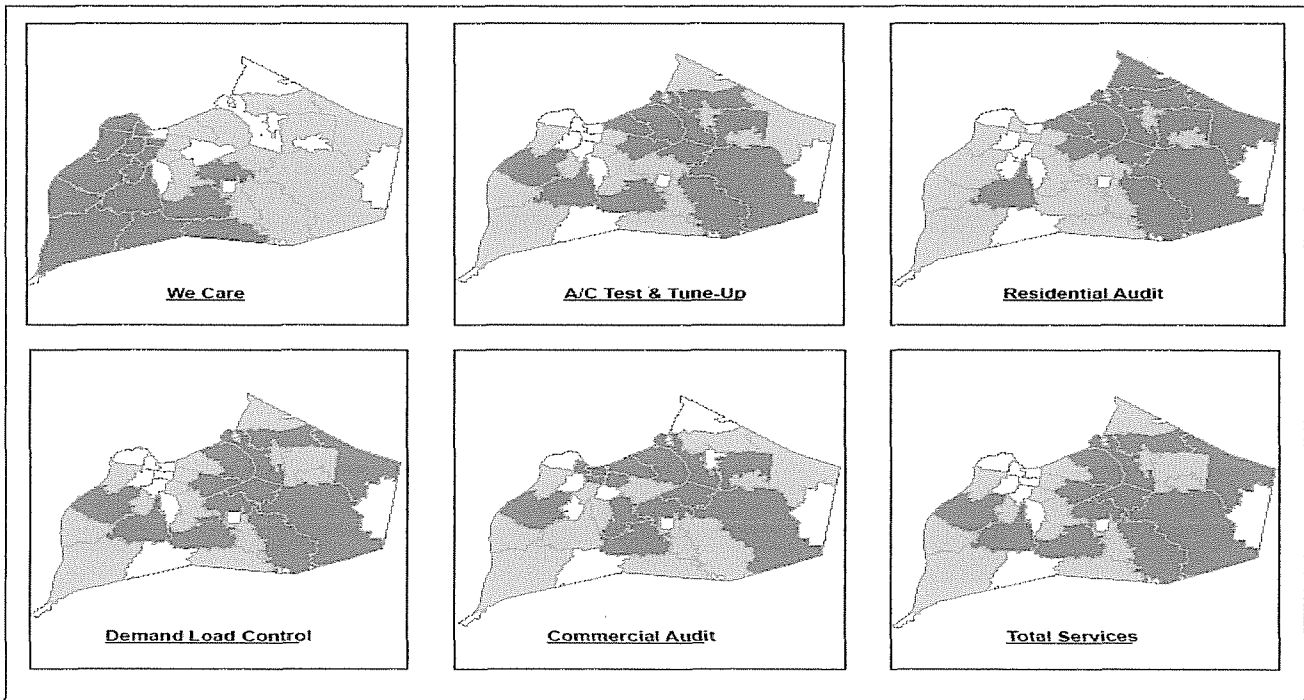 We Care
A/C Test & Tune-Up
Residential Audit
Demand Load Control
Commercial Audit
Total Services